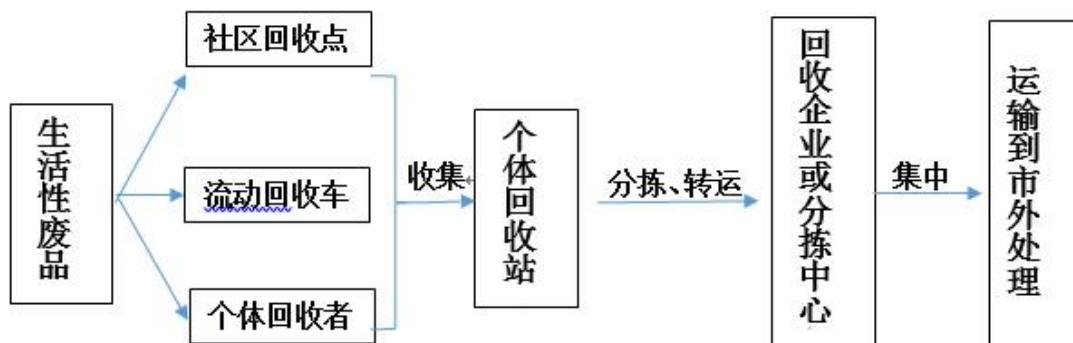 生活性废品
社区回收点
流动回收车
个体回收者
收集
个体回收站
分拣、转运
回收企业或分拣中心
集中
运输到市外处理